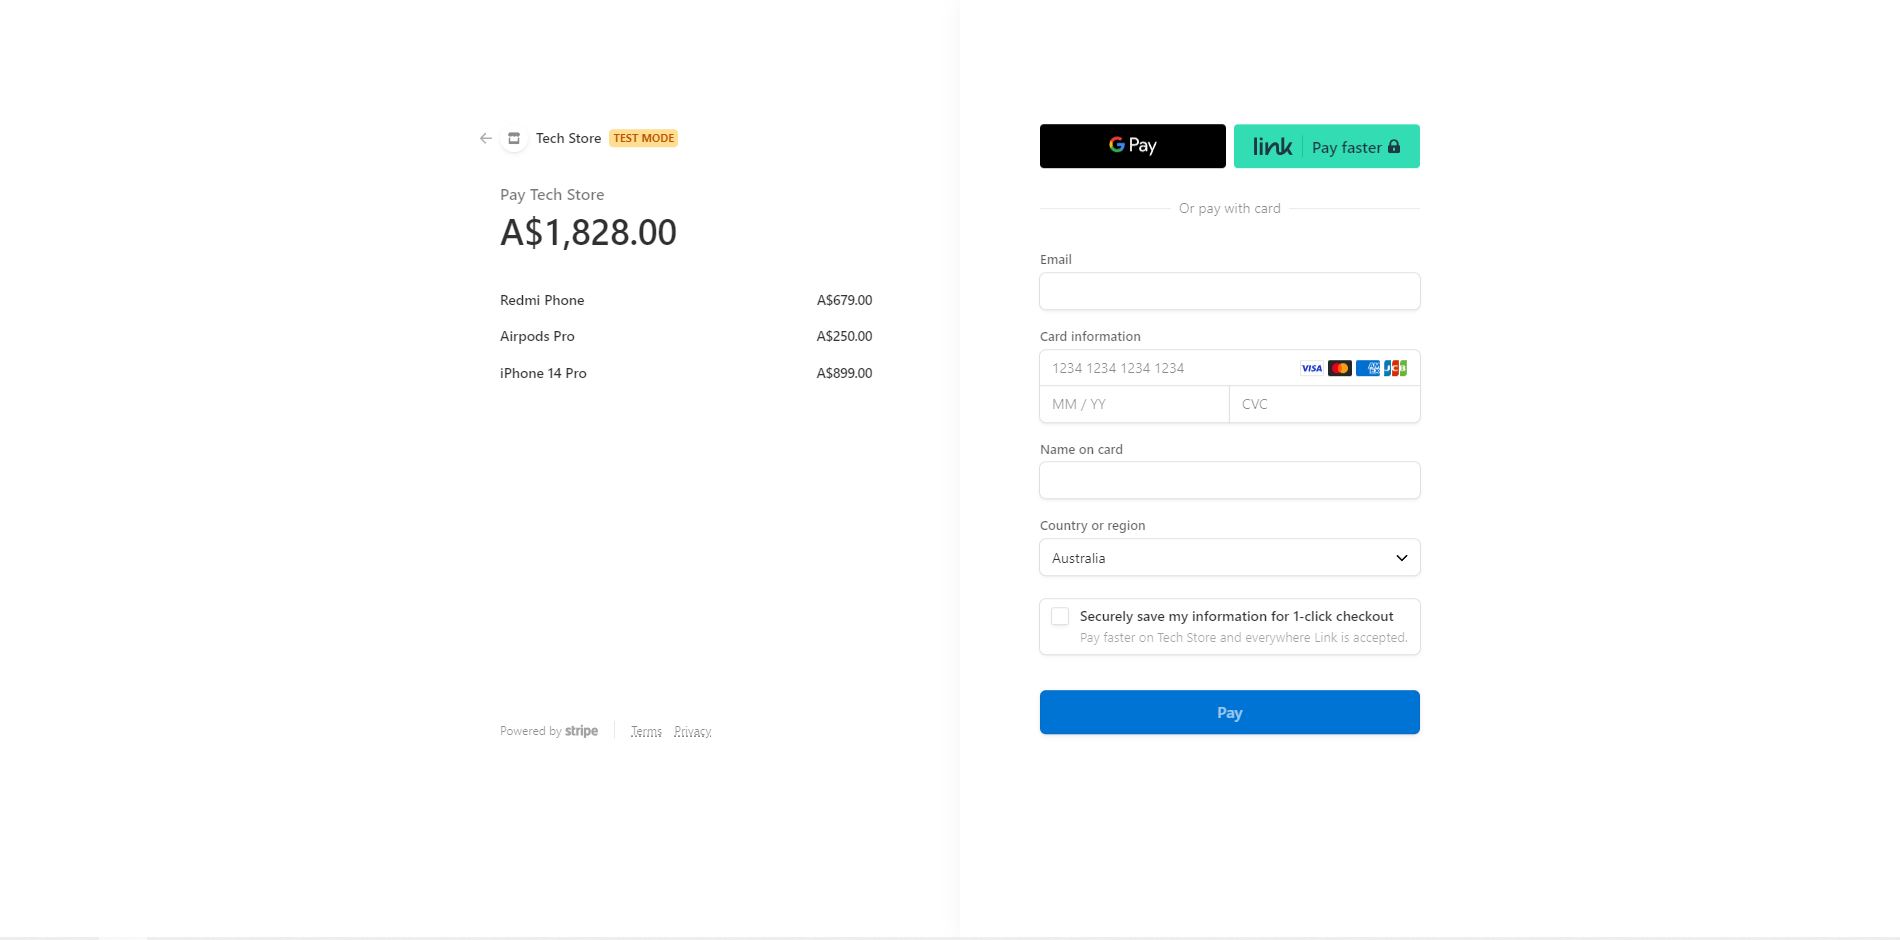 Tech Store TEST MODE
Pay Tech Store
A$1,828.00
Redmi Phone A$679.00
Airpods Pro A$250.00
iPhone 14 Pro A$899.00
Powered by stripe Terms Privacy
G Pay link Pay faster
Or pay with card
Email
Card information
1234 1234 1234 1234 VISA AMEX JCB
MM / YY CVC
Name on card
Country or region
Australia
Securely save my information for 1-click checkout
Pay faster on Tech Store and everywhere Link is accepted.
Pay